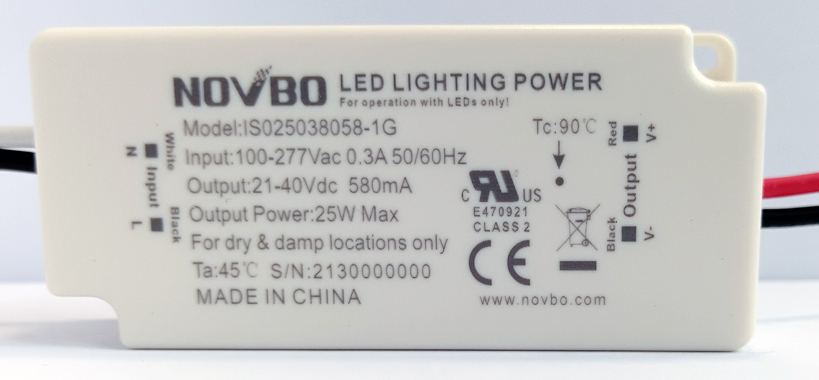 NOVBO LED LIGHTING POWER
For operation with LEDs only!
Model:IS025038058-1G
Input:100-277Vac 0.3A 50/60Hz
Output:21-40Vdc 580mA
Output Power:25W Max
For dry & damp locations only
Ta:45℃ S/N:2130000000
MADE IN CHINA
White
N
Input
Black
L
Tc:90℃
c RU US
E470921
CLASS 2
CE
www.novbo.com
Red
V+
Output
Black
V-